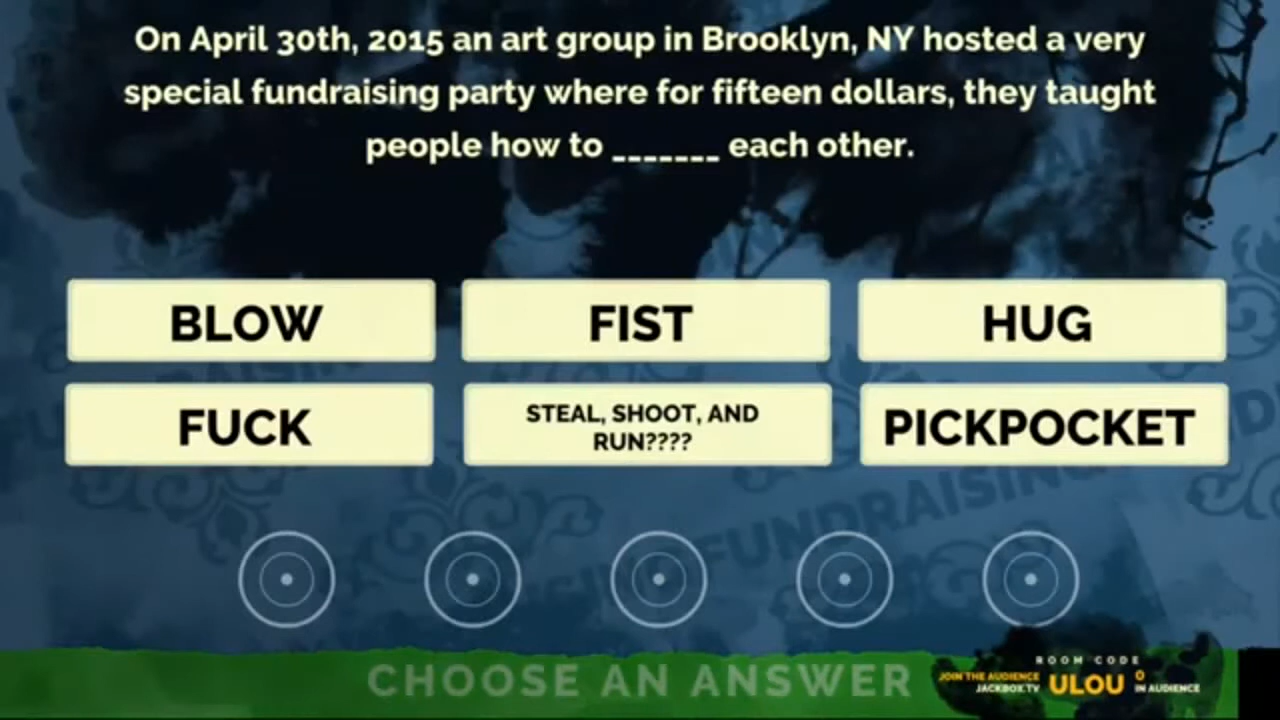 On April 30th, 2015 an art group in Brooklyn, NY hosted a very
special fundraising party where for fifteen dollars, they taught
people how to _______ each other.
BLOW
FIST
HUG
FUCK
STEAL, SHOOT, AND
RUN????
PICKPOCKET
FUNDRAISING
CHOOSE AN ANSWER
ROOM CODE
JOIN THE AUDIENCE
JACKBOX.TV
ULOU
0
IN AUDIENCE